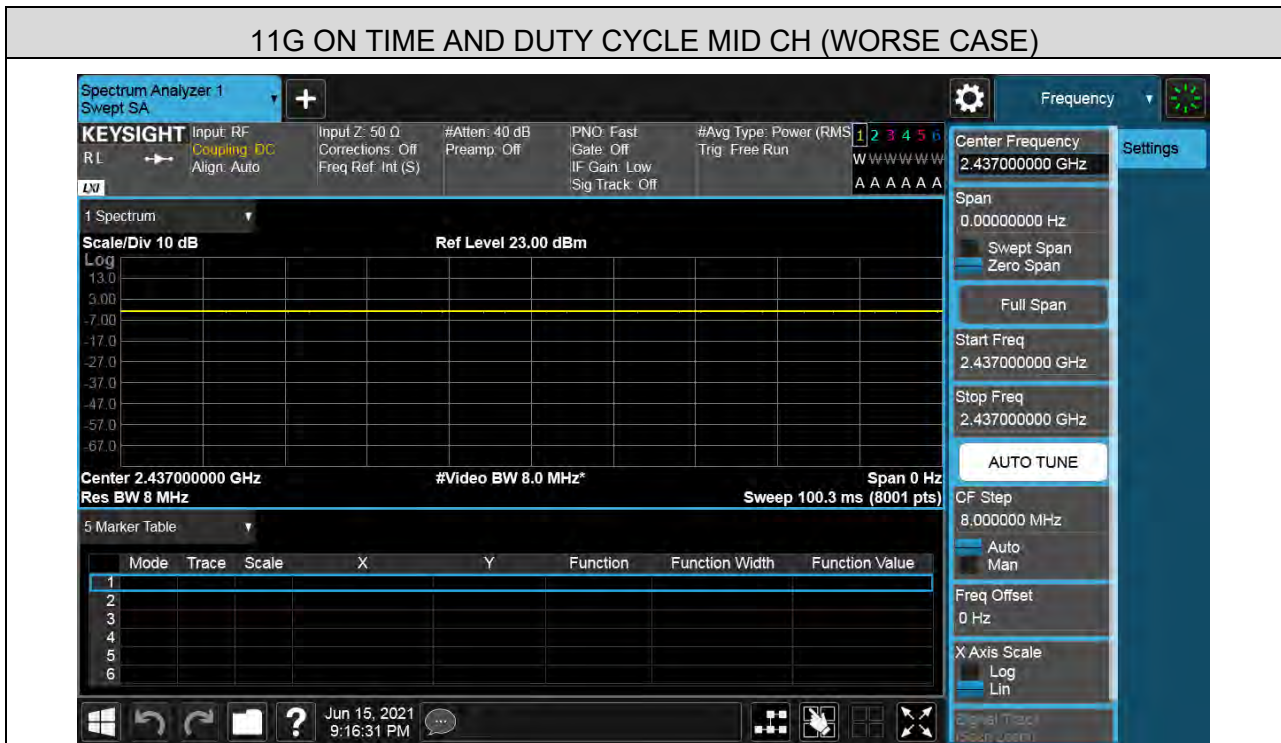 11G ON TIME AND DUTY CYCLE MID CH (WORSE CASE)
Spectrum Analyzer 1
Swept SA
Frequency
KEYSIGHT
RL
LXI
Input: RF
Coupling: DC
Align: Auto
Input Z: 50 Ω
Corrections: Off
Freq Ref: Int (S)
#Atten: 40 dB
Preamp: Off
PNO: Fast
Gate: Off
IF Gain: Low
Sig Track: Off
#Avg Type: Power (RMS
Trig: Free Run
1 2 3 4 5 6
W W W W W W
A A A A A A
Center Frequency
2.437000000 GHz
Settings
Span
0.00000000 Hz
Swept Span
Zero Span
Full Span
Start Freq
2.437000000 GHz
Stop Freq
2.437000000 GHz
AUTO TUNE
CF Step
8.000000 MHz
Auto
Man
Freq Offset
0 Hz
X Axis Scale
Log
Lin
Signal Track
(Span Zoom)
1 Spectrum
Scale/Div 10 dB
Ref Level 23.00 dBm
Log
13.0
3.00
-7.00
-17.0
-27.0
-37.0
-47.0
-57.0
-67.0
Center 2.437000000 GHz
#Video BW 8.0 MHz*
Span 0 Hz
Res BW 8 MHz
Sweep 100.3 ms (8001 pts)
5 Marker Table
Mode Trace Scale X Y Function Function Width Function Value
1
2
3
4
5
6
?
Jun 15, 2021
9:16:31 PM